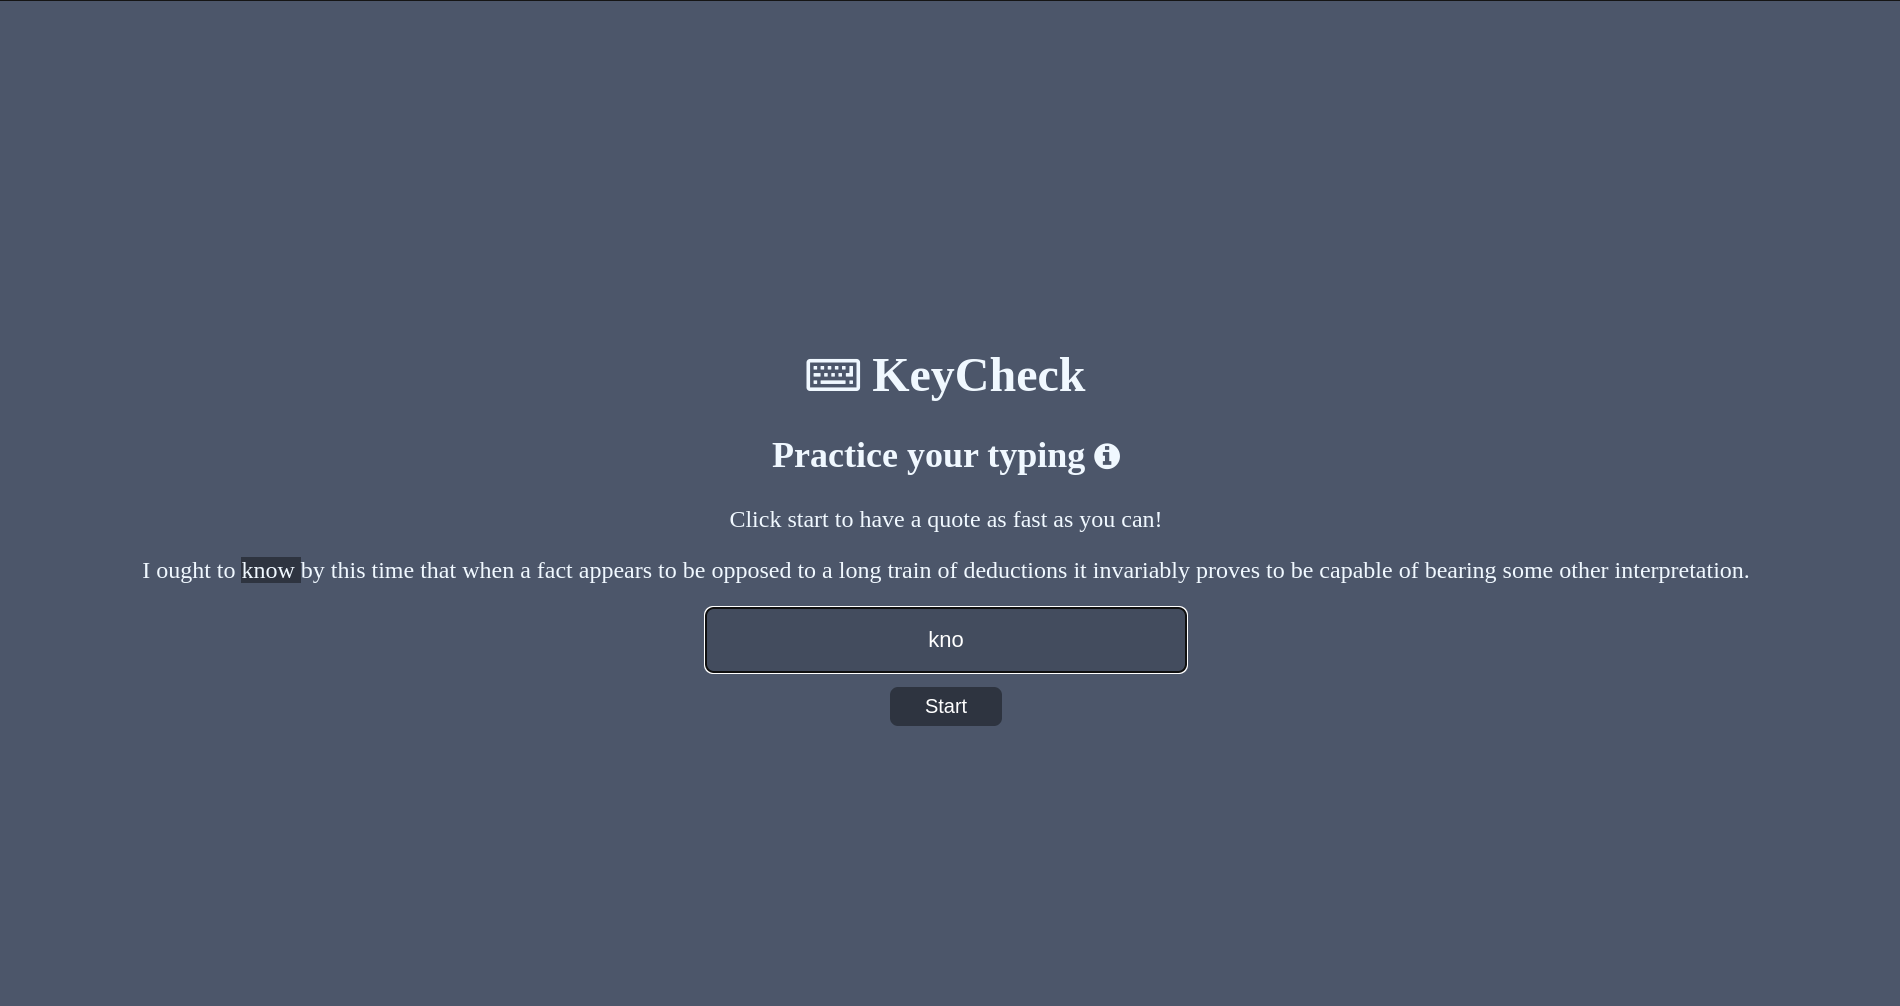 KeyCheck
Practice your typing
Click start to have a quote as fast as you can!
I ought to know by this time that when a fact appears to be opposed to a long train of deductions it invariably proves to be capable of bearing some other interpretation.
kno
Start